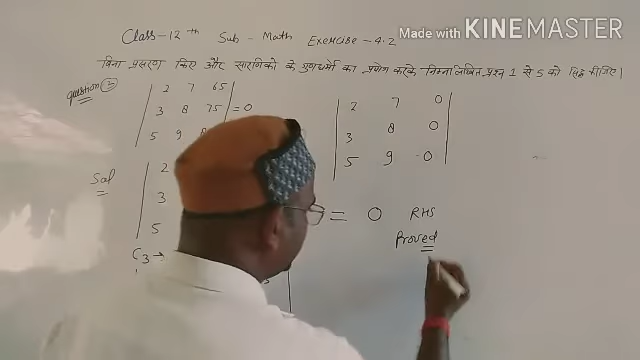 Made with KINEMASTER
Class-12th Sub - Math Exercise-4.2
बिना प्रसरण किए और सारणिकों के गुणधर्मों का प्रयोग करके निम्नलिखित प्रश्न 1 से 5 को सिद्ध कीजिए।
Question 3
2 7 65
3 8 75 = 0
5 9 8
2 7 0
3 8 0
5 9 0
Sol
2
3
5
= 0 RHS
Proved
C3 →